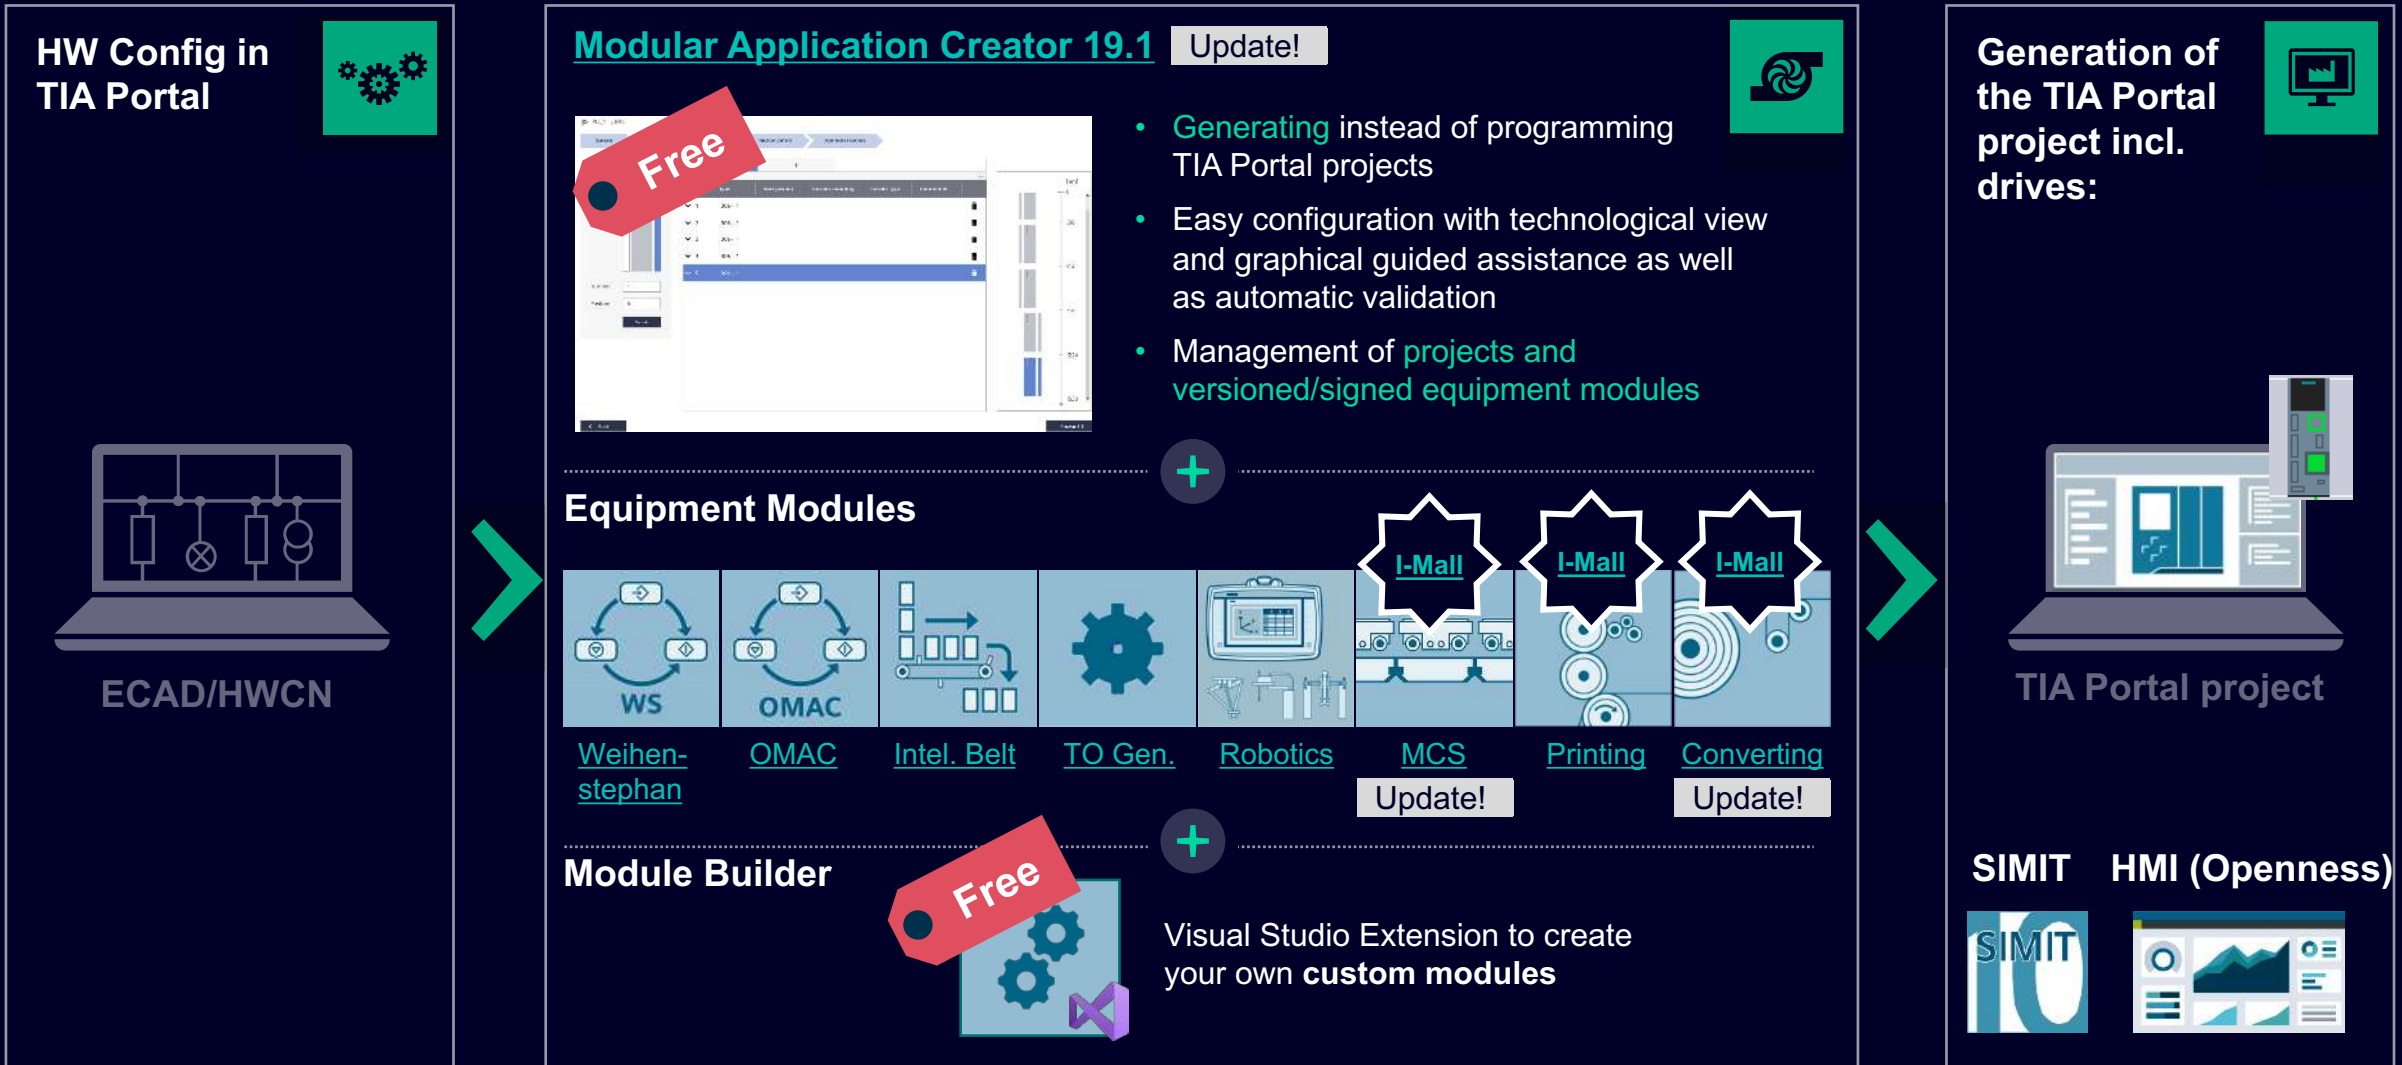 HW Config in
TIA Portal
ECAD/HWCN
Modular Application Creator 19.1
Update!
Free
• Generating instead of programming
TIA Portal projects
• Easy configuration with technological view
and graphical guided assistance as well
as automatic validation
• Management of projects and
versioned/signed equipment modules
Equipment Modules
I-Mall
I-Mall
I-Mall
WS
OMAC
Weihen-
stephan
OMAC
Intel. Belt
TO Gen.
Robotics
MCS
Printing
Converting
Update!
Update!
Module Builder
Free
Visual Studio Extension to create
your own custom modules
Generation of
the TIA Portal
project incl.
drives:
TIA Portal project
SIMIT
HMI (Openness)
SIMIT
10